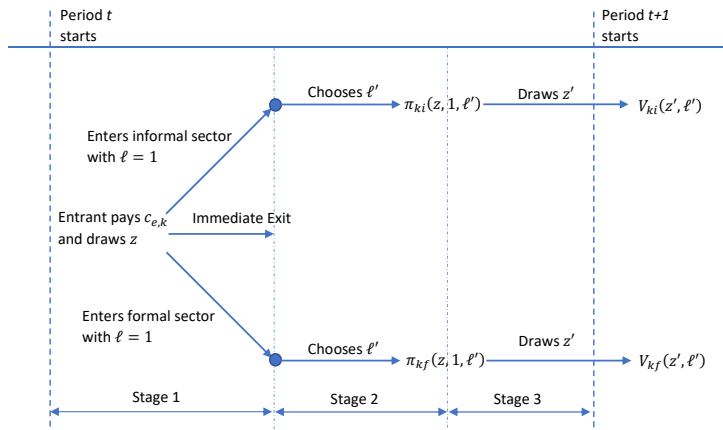 Period t
starts
Period t+1
starts
Chooses ℓ′
π_{ki}(z, 1, ℓ′)
Draws z′
V_{ki}(z′, ℓ′)
Enters informal sector
with ℓ = 1
Entrant pays c_{e,k}
and draws z
Immediate Exit
Enters formal sector
with ℓ = 1
Chooses ℓ′
π_{kf}(z, 1, ℓ′)
Draws z′
V_{kf}(z′, ℓ′)
Stage 1
Stage 2
Stage 3